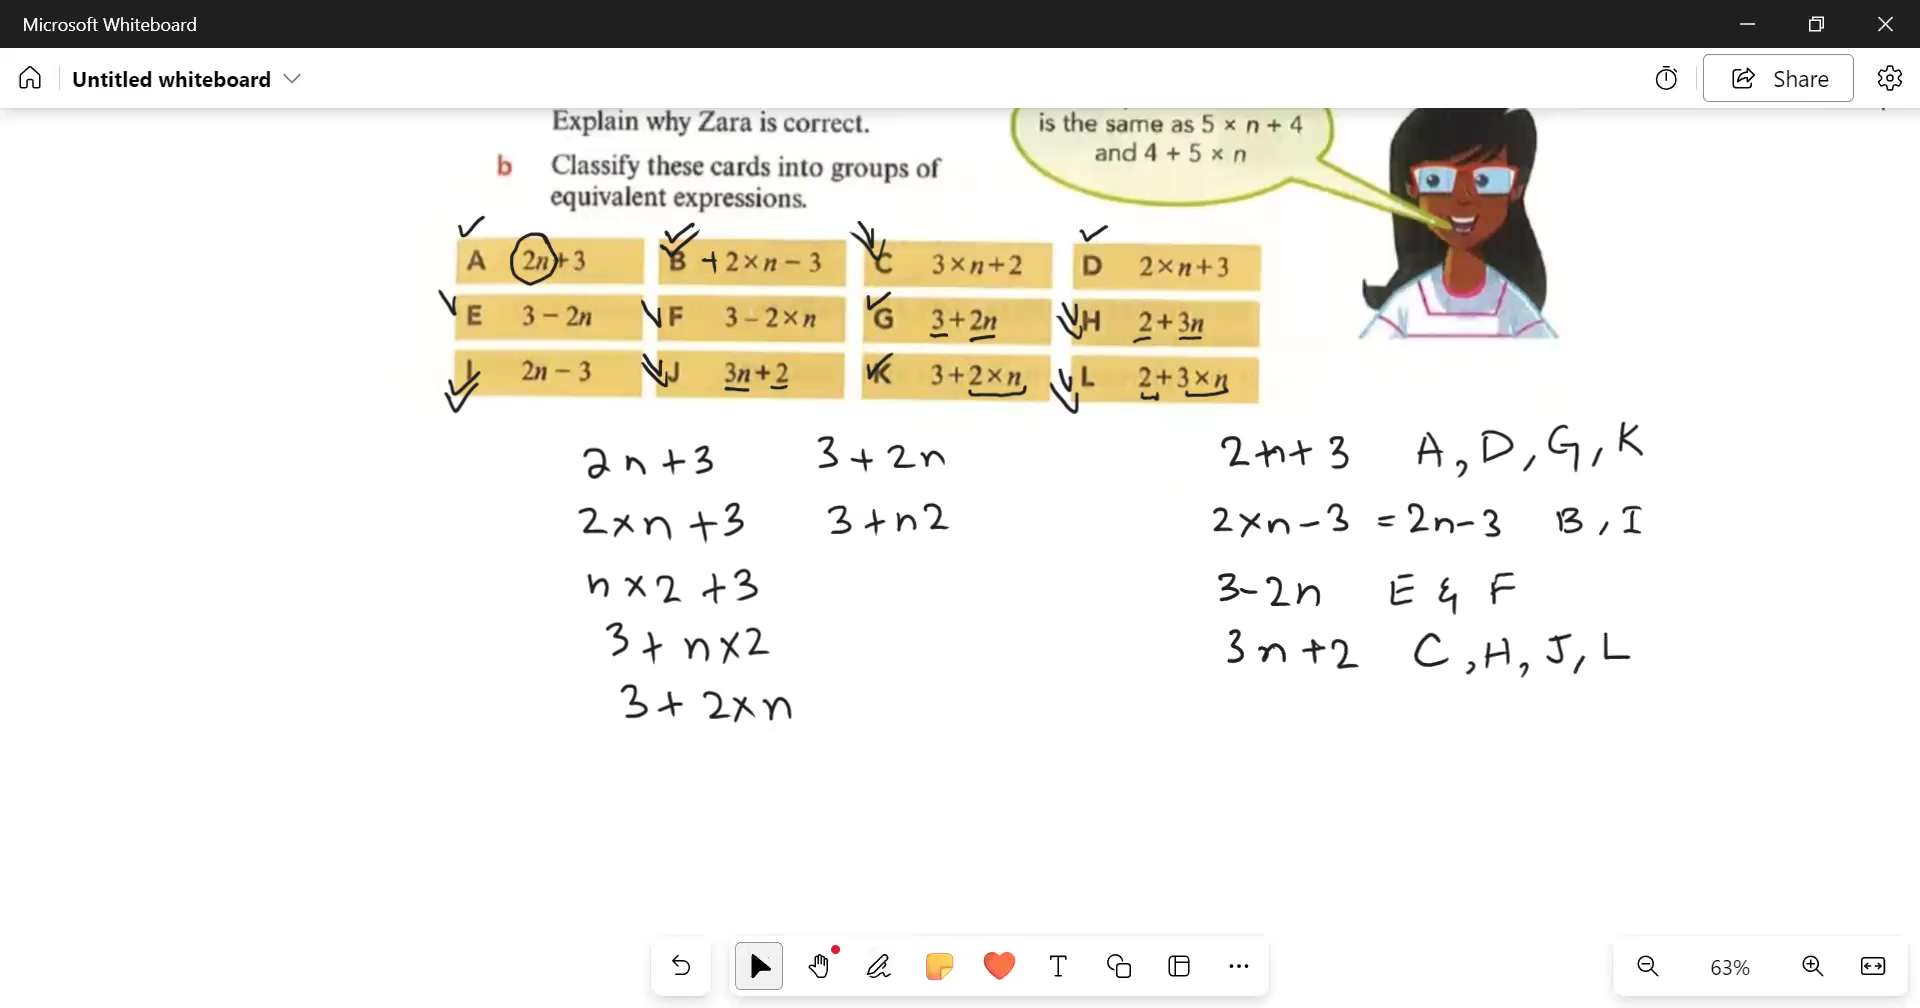 Microsoft Whiteboard
Untitled whiteboard
Share
Explain why Zara is correct.
is the same as 5 × n + 4
and 4 + 5 × n
b Classify these cards into groups of
equivalent expressions.
A 2n + 3 B + 2 × n − 3 C 3 × n + 2 D 2 × n + 3
E 3 − 2n F 3 − 2 × n G 3 + 2n H 2 + 3n
I 2n − 3 J 3n + 2 K 3 + 2 × n L 2 + 3 × n
2n + 3 3 + 2n
2 × n + 3 3 + n2
n × 2 + 3
3 + n × 2
3 + 2 × n
2n + 3 A, D, G, K
2 × n − 3 = 2n − 3 B, I
3 − 2n E & F
3n + 2 C, H, J, L
63%